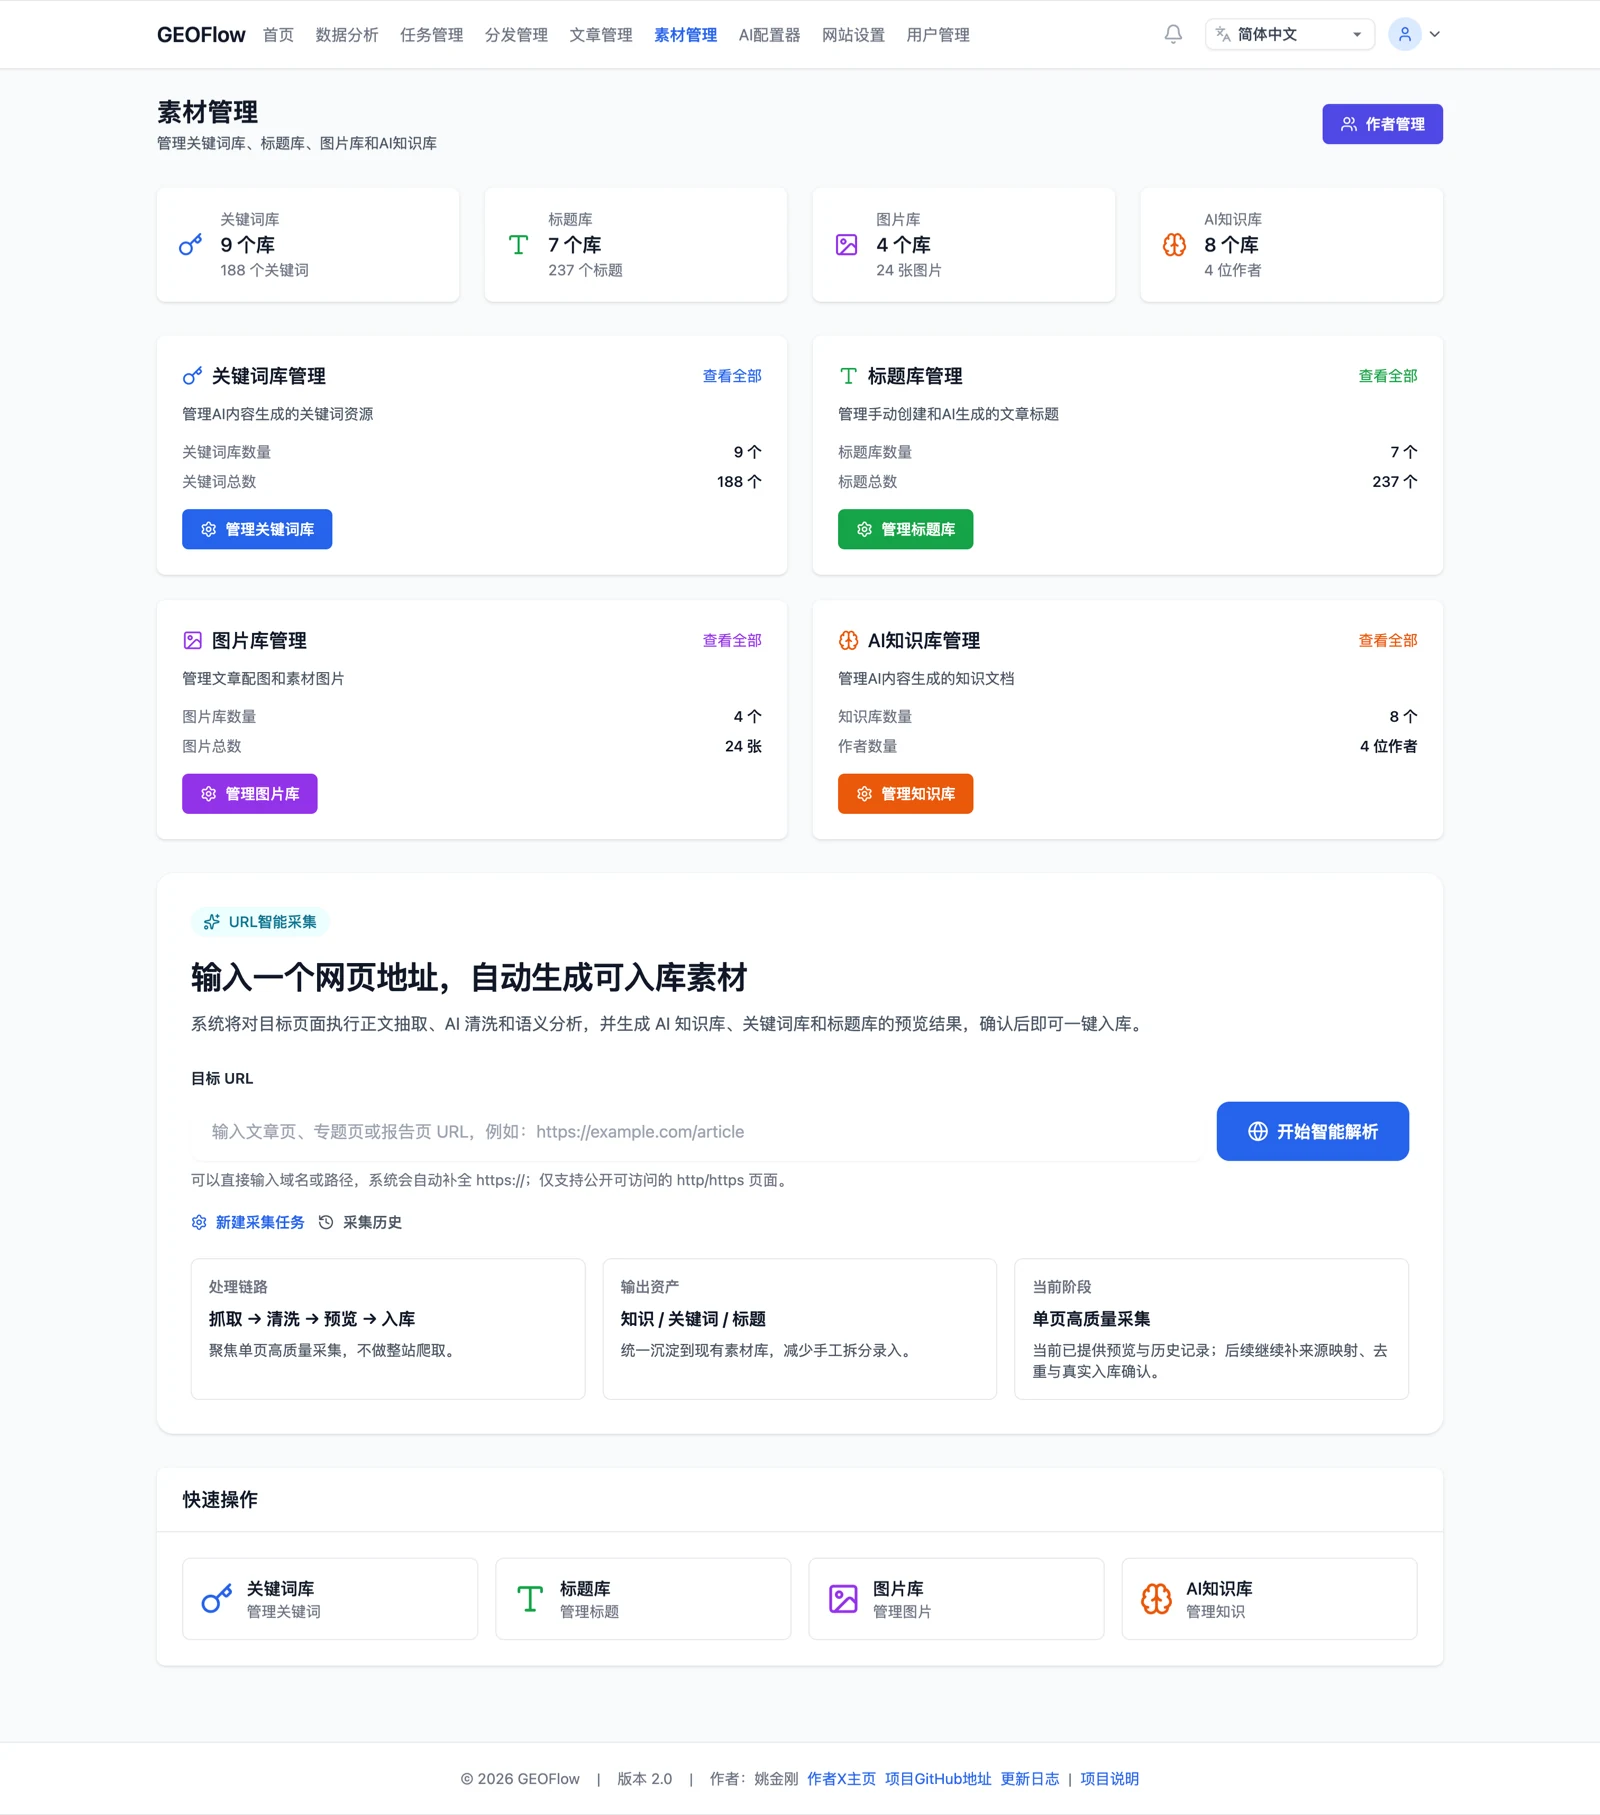 GEOFlow 首页 数据分析 任务管理 分发管理 文章管理 素材管理 AI配置器 网站设置 用户管理 简体中文
素材管理
管理关键词库、标题库、图片库和AI知识库
作者管理
关键词库
9 个库
188 个关键词
标题库
7 个库
237 个标题
图片库
4 个库
24 张图片
AI知识库
8 个库
4 位作者
关键词库管理 查看全部
管理AI内容生成的关键词资源
关键词库数量 9 个
关键词总数 188 个
管理关键词库
标题库管理 查看全部
管理手动创建和AI生成的文章标题
标题库数量 7 个
标题总数 237 个
管理标题库
图片库管理 查看全部
管理文章配图和素材图片
图片库数量 4 个
图片总数 24 张
管理图片库
AI知识库管理 查看全部
管理AI内容生成的知识文档
知识库数量 8 个
作者数量 4 位作者
管理知识库
URL智能采集
输入一个网页地址，自动生成可入库素材
系统将对目标页面执行正文抽取、AI 清洗和语义分析，并生成 AI 知识库、关键词库和标题库的预览结果，确认后即可一键入库。
目标 URL
输入文章页、专题页或报告页 URL，例如：https://example.com/article
开始智能解析
可以直接输入域名或路径，系统会自动补全 https://；仅支持公开可访问的 http/https 页面。
新建采集任务 采集历史
处理链路
抓取 → 清洗 → 预览 → 入库
聚焦单页高质量采集，不做整站爬取。
输出资产
知识 / 关键词 / 标题
统一沉淀到现有素材库，减少手工拆分录入。
当前阶段
单页高质量采集
当前已提供预览与历史记录；后续继续补来源映射、去
重与真实入库确认。
快速操作
关键词库
管理关键词
标题库
管理标题
图片库
管理图片
AI知识库
管理知识
© 2026 GEOFlow | 版本 2.0 | 作者：姚金刚 作者X主页 项目GitHub地址 更新日志 | 项目说明